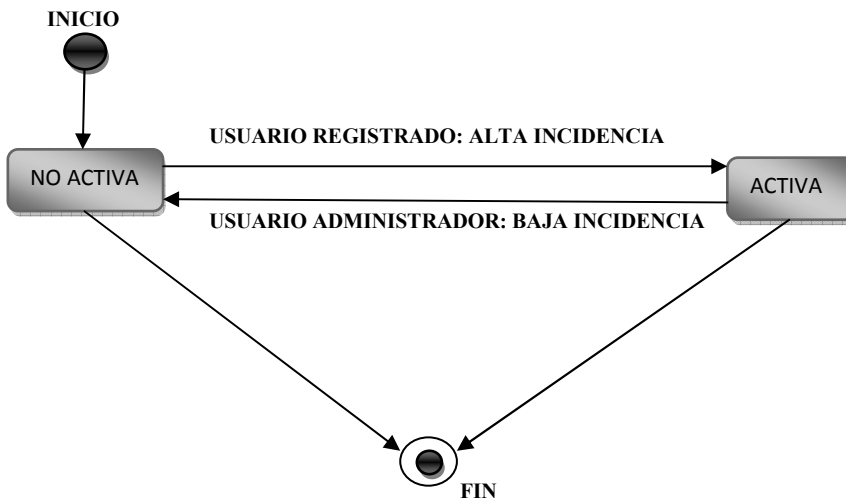 INICIO
USUARIO REGISTRADO: ALTA INCIDENCIA
NO ACTIVA
ACTIVA
USUARIO ADMINISTRADOR: BAJA INCIDENCIA
FIN